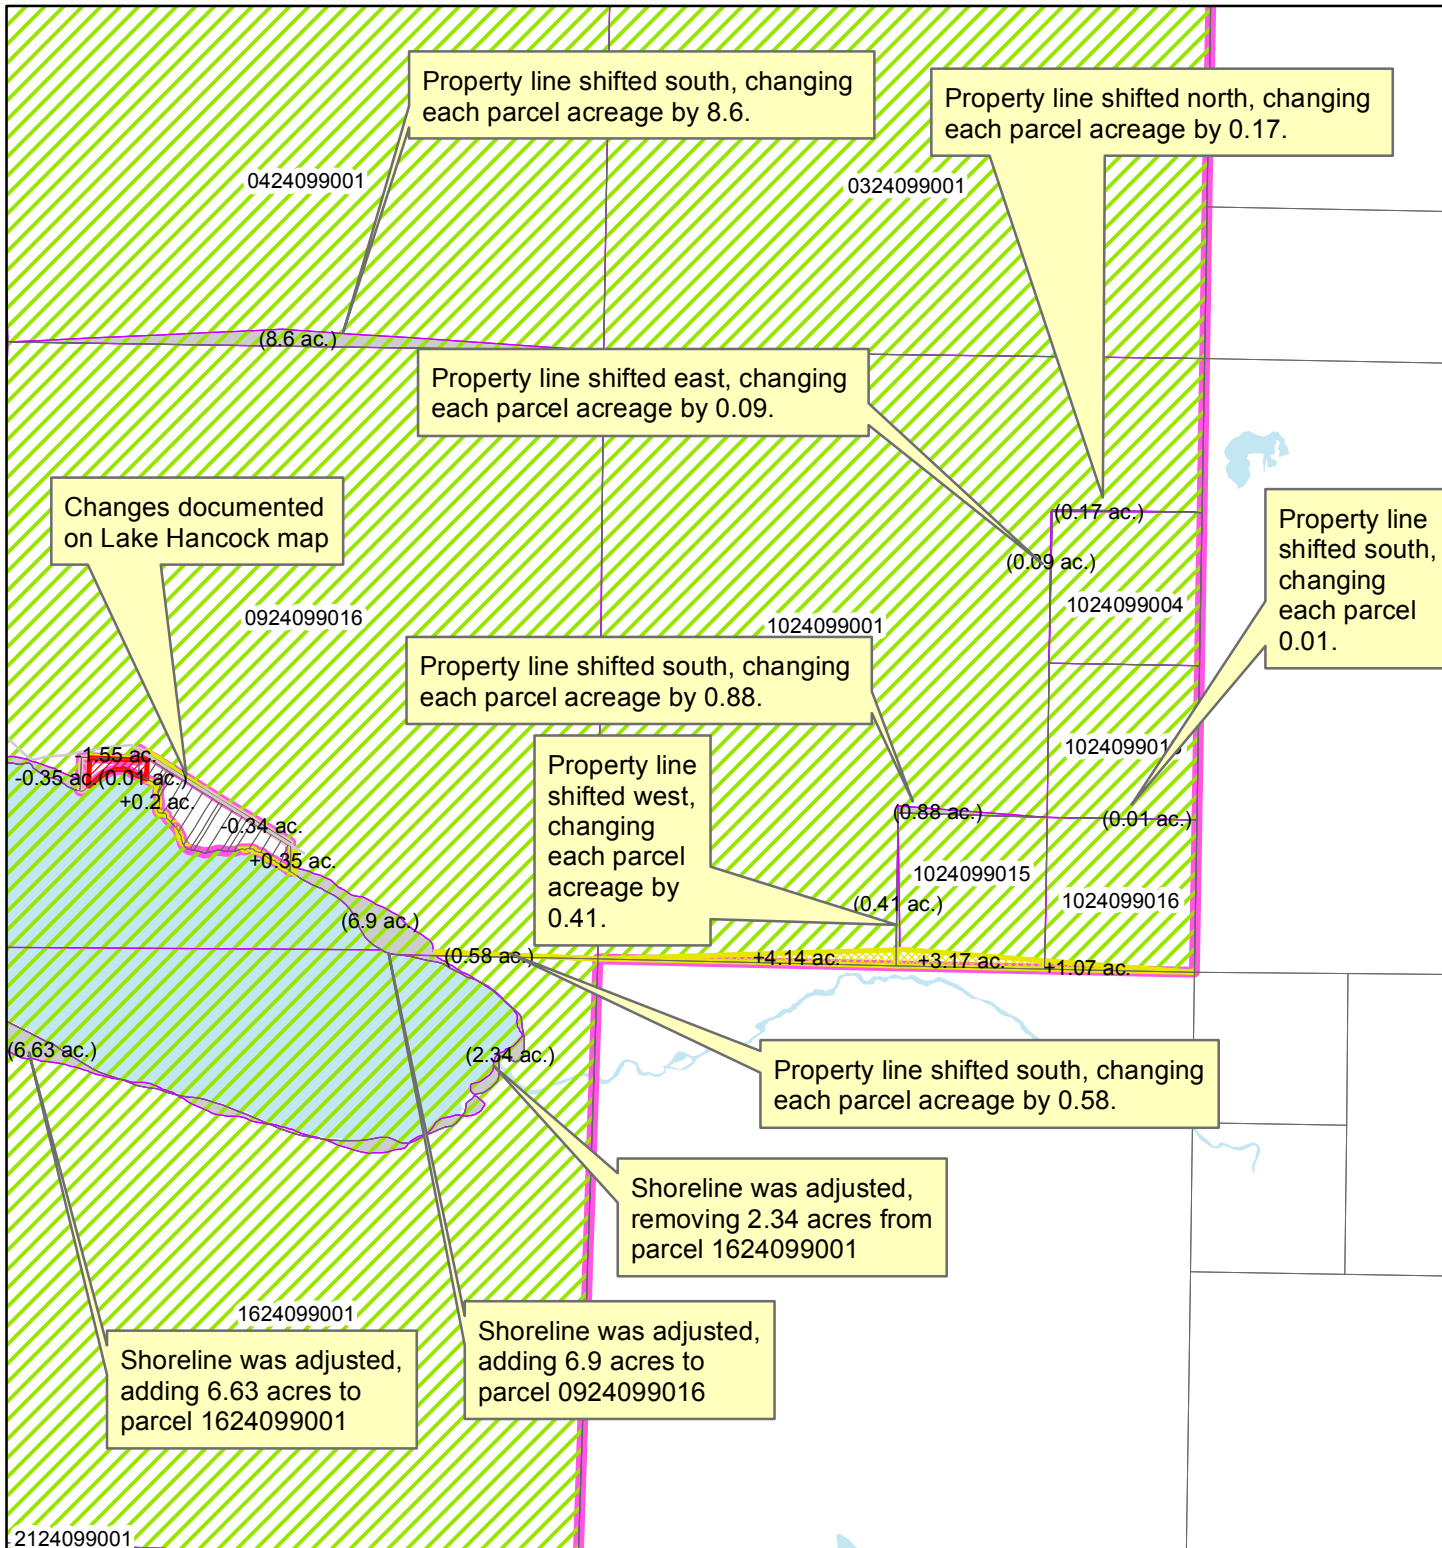 Property line shifted south, changing
each parcel acreage by 8.6.
Property line shifted north, changing
each parcel acreage by 0.17.
0424099001
0324099001
(8.6 ac.)
Property line shifted east, changing
each parcel acreage by 0.09.
Changes documented
on Lake Hancock map
(0.17 ac.)
Property line
shifted south,
changing
each parcel
0.01.
(0.09 ac.)
1024099004
0924099016
1024099001
Property line shifted south, changing
each parcel acreage by 0.88.
Property line
shifted west,
changing
each parcel
acreage by
0.41.
-1.55 ac.
-0.35 ac.
(0.01 ac.)
+0.2 ac.
-0.34 ac.
+0.35 ac.
(0.88 ac.)
(0.01 ac.)
1024099015
1024099016
(0.41 ac.)
(6.9 ac.)
(0.58 ac.)
+4.14 ac.
+3.17 ac.
+1.07 ac.
(6.63 ac.)
(2.34 ac.)
Property line shifted south, changing
each parcel acreage by 0.58.
Shoreline was adjusted,
removing 2.34 acres from
parcel 1624099001
1624099001
Shoreline was adjusted,
adding 6.9 acres to
parcel 0924099016
Shoreline was adjusted,
adding 6.63 acres to
parcel 1624099001
2124099001